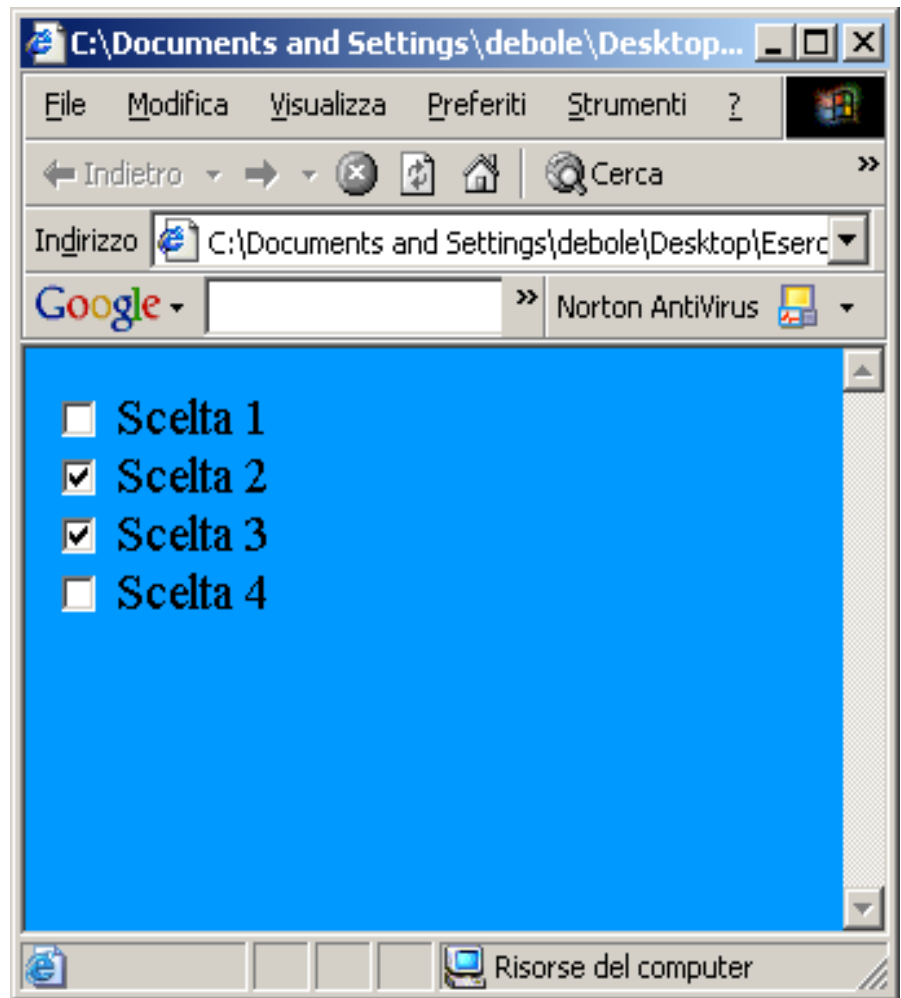 C:\Documents and Settings\debole\Desktop...
File Modifica Visualizza Preferiti Strumenti ?
Indietro Cerca »
Indirizzo C:\Documents and Settings\debole\Desktop\Eserc
Google » Norton AntiVirus
Scelta 1
Scelta 2
Scelta 3
Scelta 4
Risorse del computer